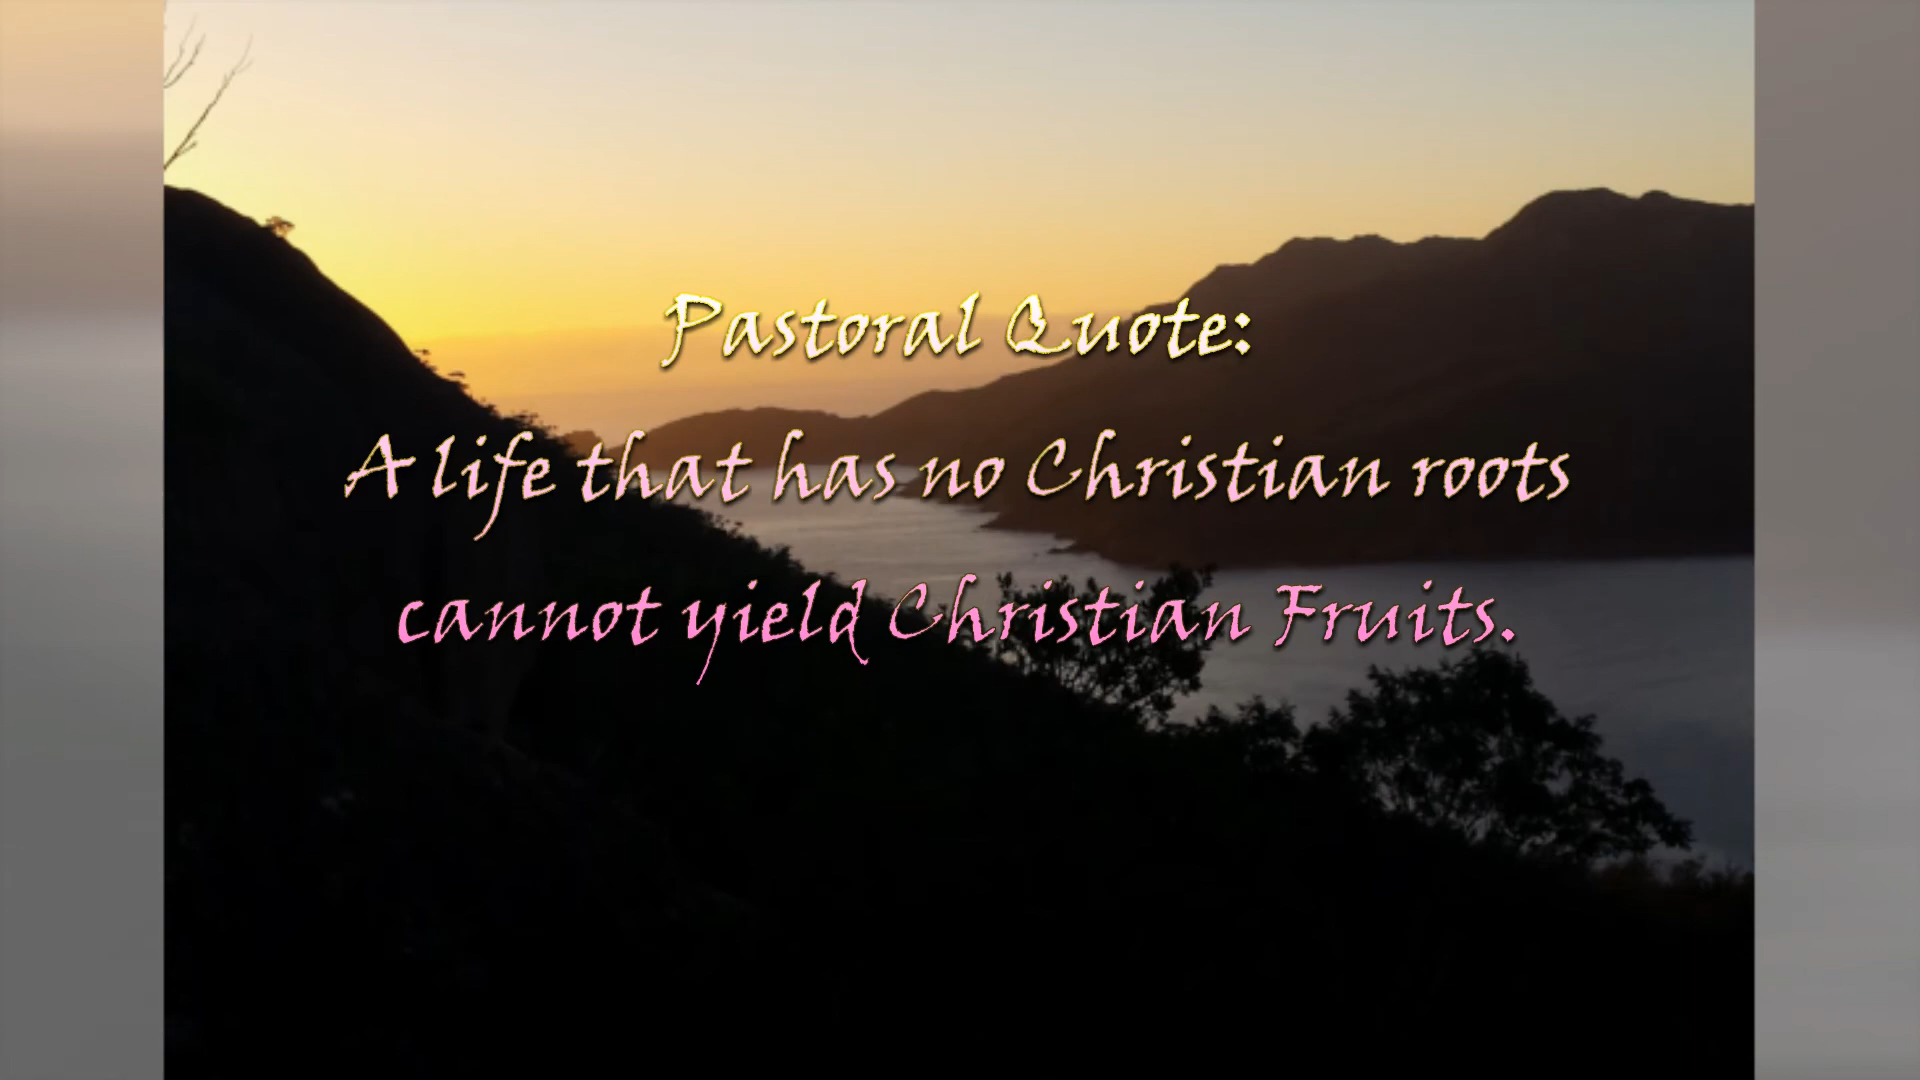 Pastoral Quote:
A life that has no Christian roots
cannot yield Christian Fruits.